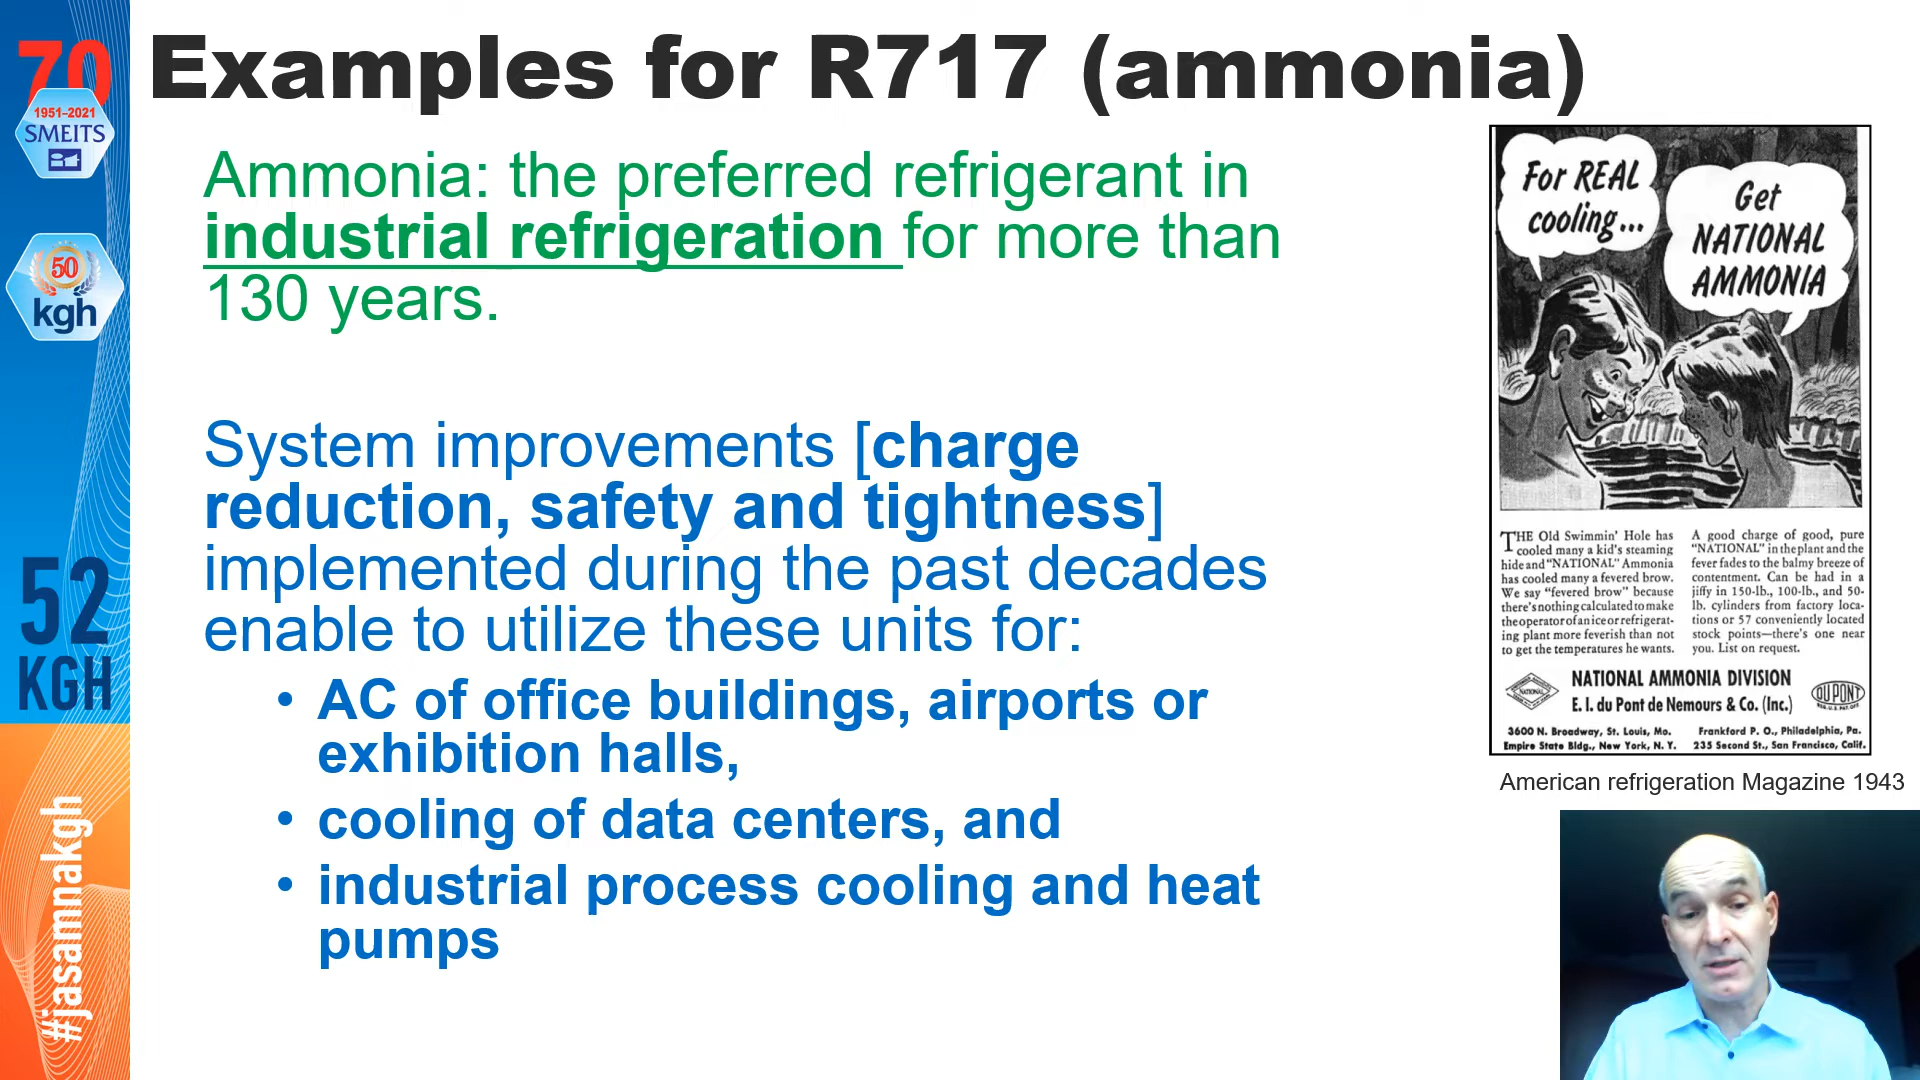 Examples for R717 (ammonia)
Ammonia: the preferred refrigerant in
industrial refrigeration for more than
130 years.
System improvements [charge
reduction, safety and tightness]
implemented during the past decades
enable to utilize these units for:
• AC of office buildings, airports or
exhibition halls,
• cooling of data centers, and
• industrial process cooling and heat
pumps
70
1951-2021
SMEITS
50
kgh
52
KGH
#jasamnakgh
For REAL
cooling...
Get
NATIONAL
AMMONIA
THE Old Swimmin' Hole has
cooled many a kid's steaming
hide and "NATIONAL" Ammonia
has cooled many a fevered brow.
We say "fevered brow" because
there's nothing calculated to make
the operator of an ice or refrigerat-
ing plant more feverish than not
to get the temperatures he wants.
A good charge of good, pure
"NATIONAL" in the plant and the
fever fades to the balmy breeze of
contentment. Can be had in a
jiffy in 150-lb., 100-lb., and 50-
lb. cylinders from factory loca-
tions or 57 conveniently located
stock points—there's one near
you. List on request.
NATIONAL
NATIONAL AMMONIA DIVISION
E. I. du Pont de Nemours & Co. (Inc.)
DU PONT
3600 N. Broadway, St. Louis, Mo.
Empire State Bldg., New York, N. Y.
Frankford P. O., Philadelphia, Pa.
235 Second St., San Francisco, Calif.
American refrigeration Magazine 1943